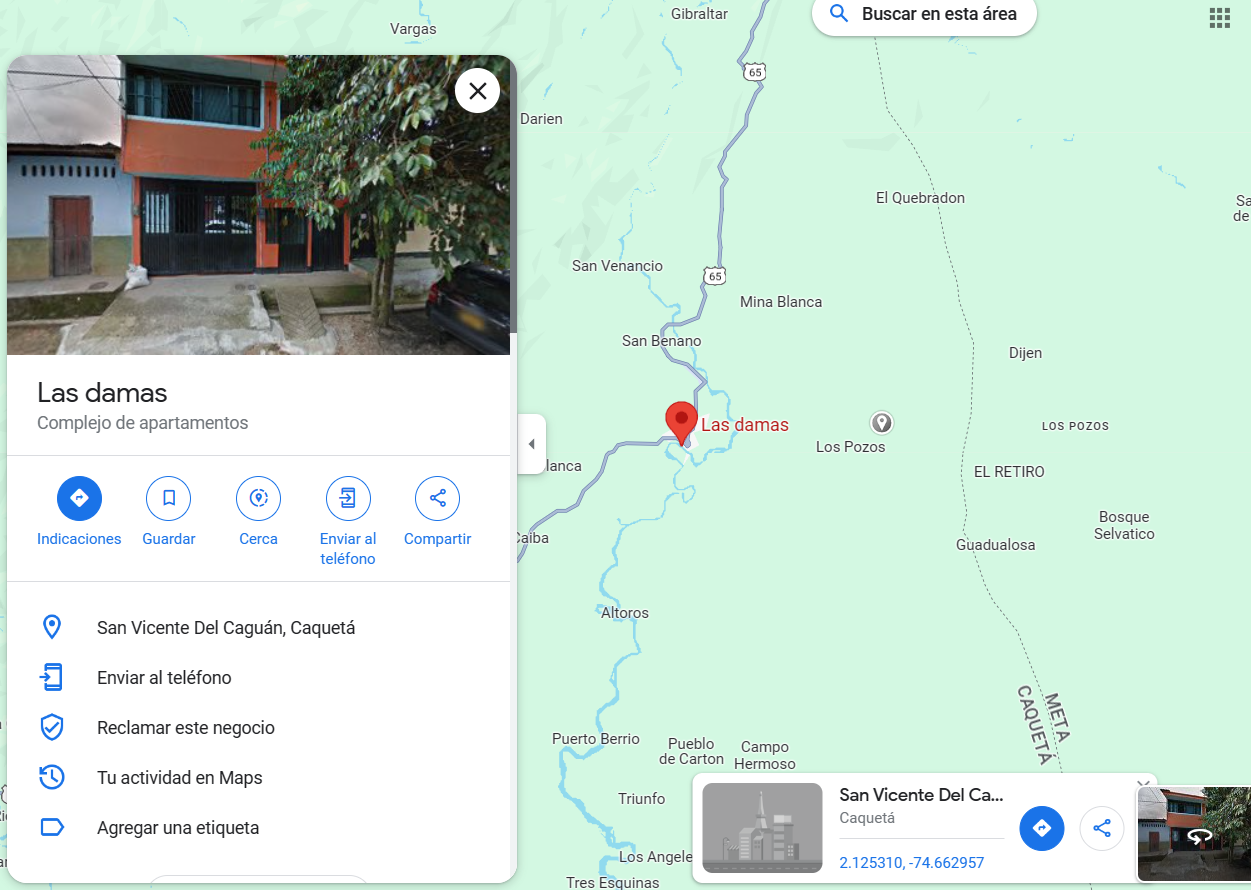 Vargas
Gibraltar
Buscar en esta área
65
Darien
El Quebradon
San Venancio
65
Mina Blanca
San Benano
Dijen
Las damas
Complejo de apartamentos
Las damas
Los Pozos
LOS POZOS
EL RETIRO
lanca
Indicaciones
Guardar
Cerca
Enviar al
teléfono
Compartir
Caiba
Bosque
Selvatico
Guadualosa
San Vicente Del Caguán, Caquetá
Altoros
Enviar al teléfono
Reclamar este negocio
META
CAQUETÁ
Puerto Berrio
Pueblo
de Carton
Campo
Hermoso
Tu actividad en Maps
Triunfo
Agregar una etiqueta
San Vicente Del Ca...
Caquetá
2.125310, -74.662957
Los Angele
Tres Esquinas